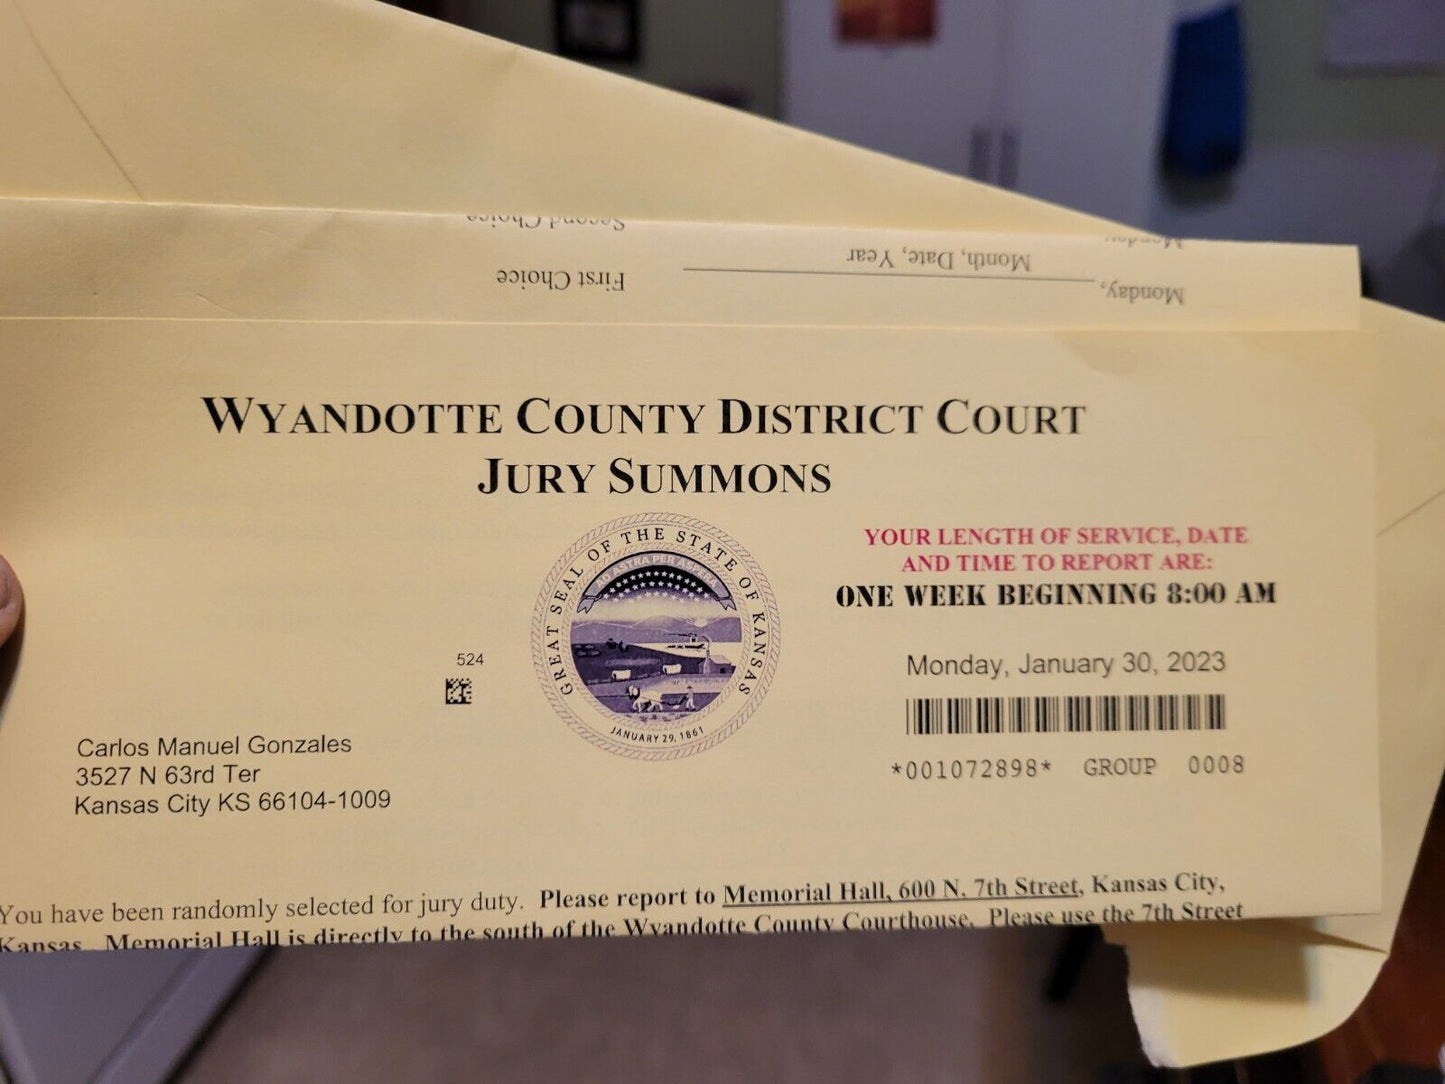 Second Choice
Monday
First Choice
Monday,
Month, Date, Year
WYANDOTTE COUNTY DISTRICT COURT
JURY SUMMONS
YOUR LENGTH OF SERVICE, DATE
AND TIME TO REPORT ARE:
ONE WEEK BEGINNING 8:00 AM
GREAT SEAL OF THE STATE OF KANSAS
AD ASTRA PER ASPERA
JANUARY 29, 1861
524
Monday, January 30, 2023
*001072898* GROUP 0008
Carlos Manuel Gonzales
3527 N 63rd Ter
Kansas City KS 66104-1009
You have been randomly selected for jury duty. Please report to Memorial Hall, 600 N. 7th Street, Kansas City,
Kansas. Memorial Hall is directly to the south of the Wyandotte County Courthouse. Please use the 7th Street